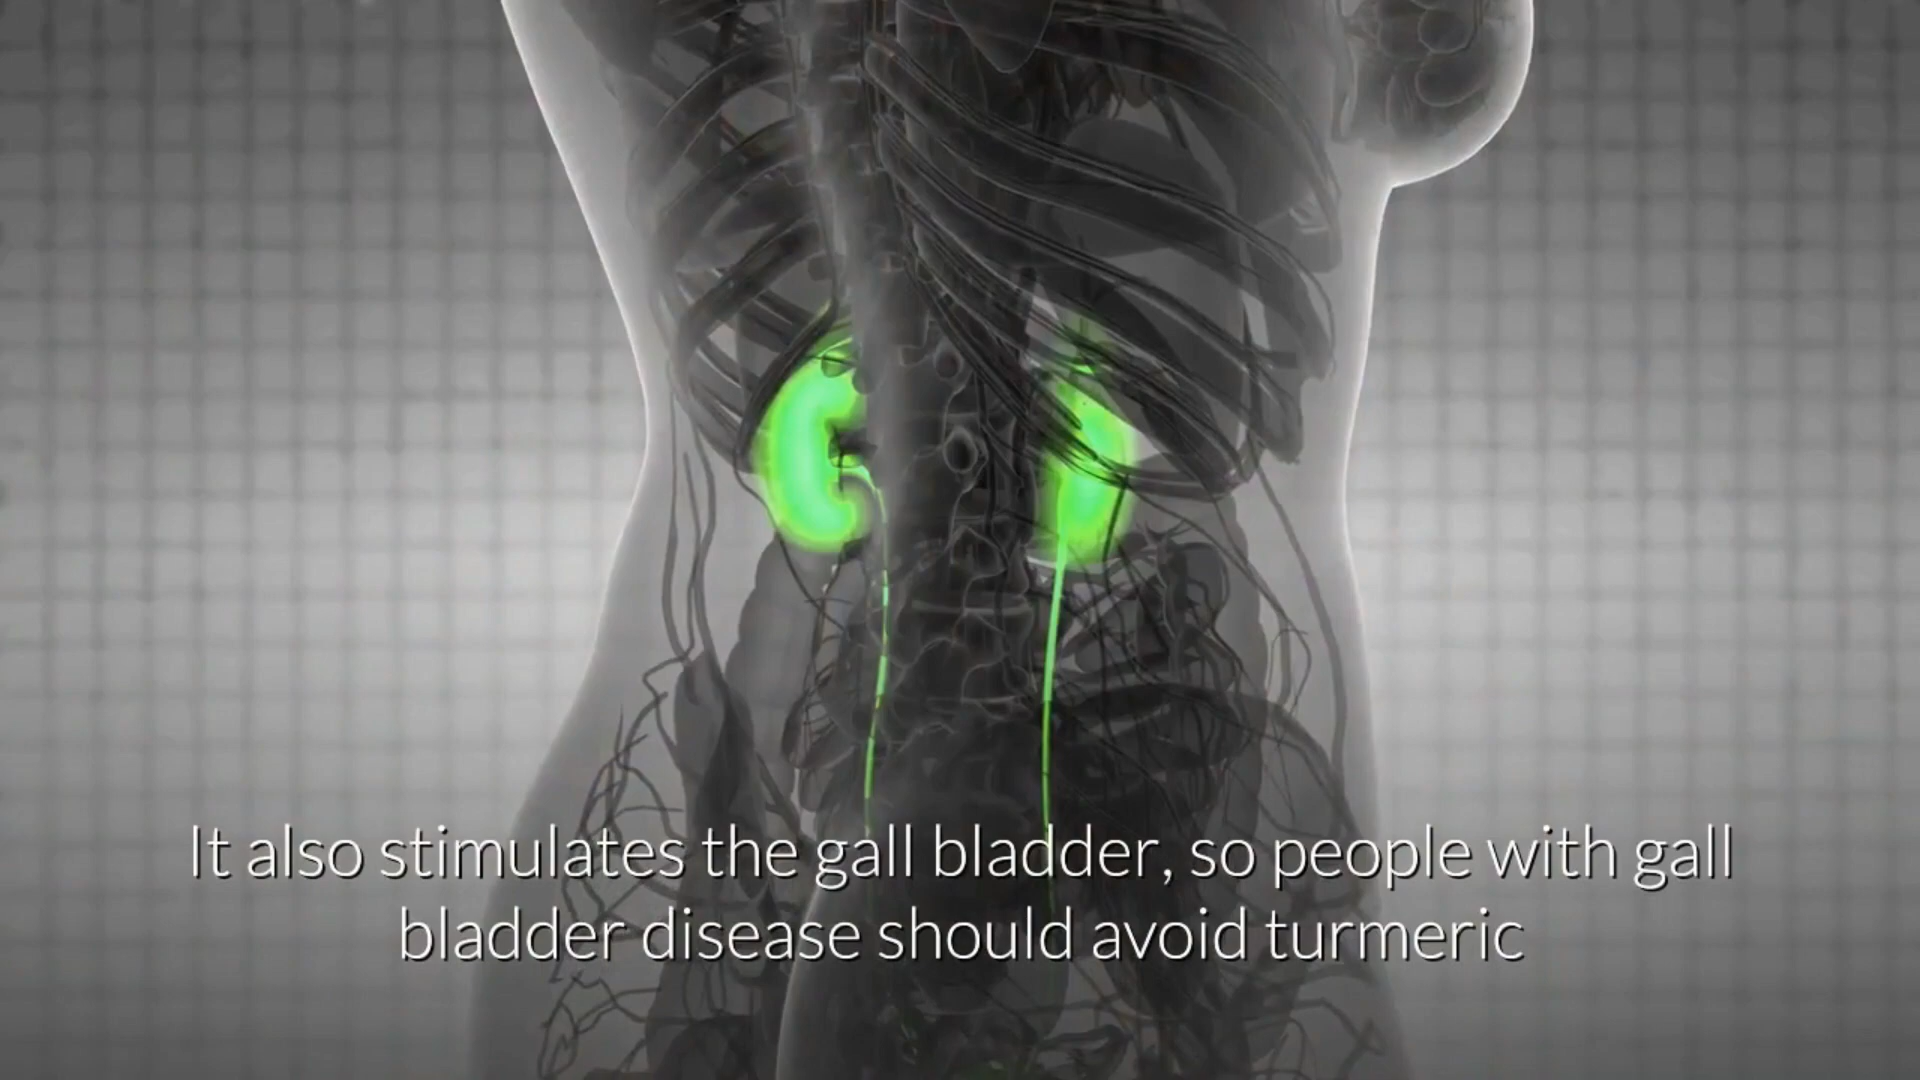 It also stimulates the gall bladder, so people with gall
bladder disease should avoid turmeric